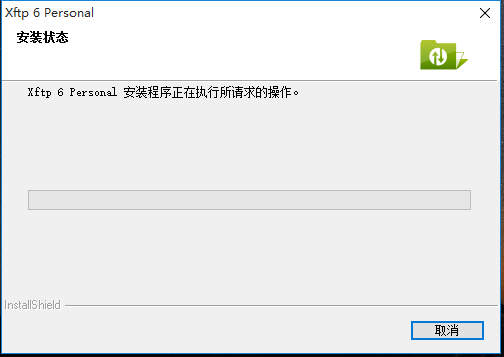 Xftp 6 Personal
安装状态
Xftp 6 Personal 安装程序正在执行所请求的操作。
InstallShield
取消